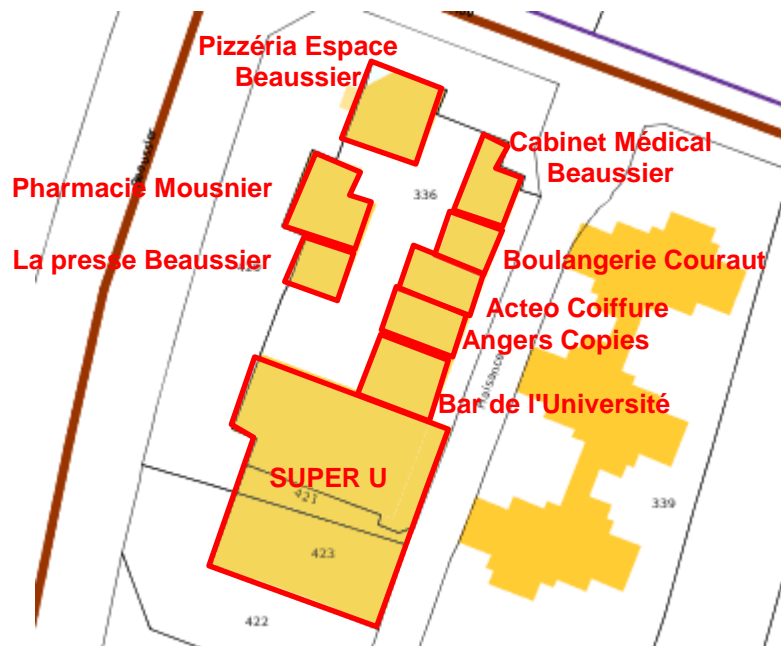 Pizzéria Espace
Beaussier
Cabinet Médical
Beaussier
Pharmacie Mousnier
336
La presse Beaussier
Boulangerie Couraut
Acteo Coiffure
Angers Copies
Bar de l'Université
SUPER U
421
339
423
422